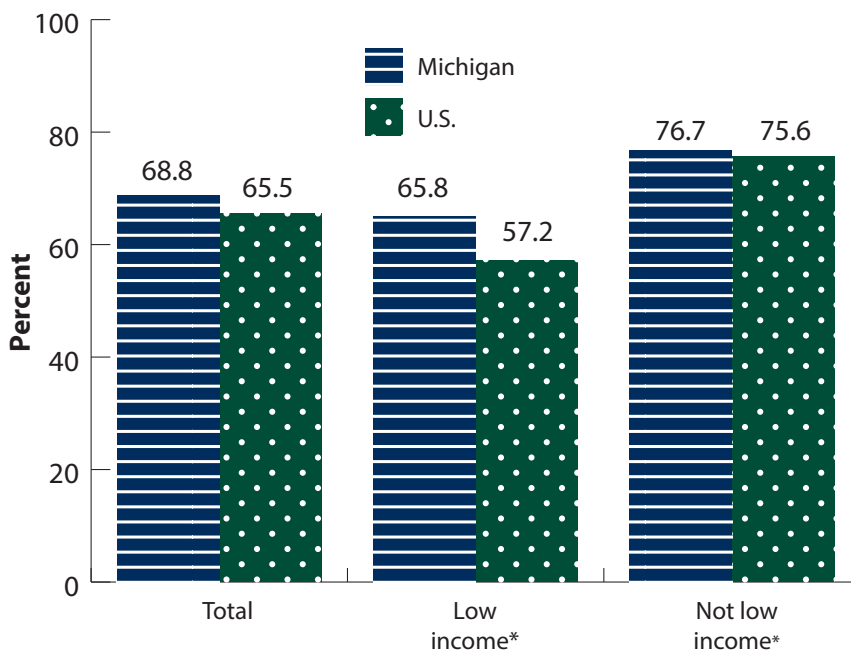 100
80
60
40
20
0
Percent
Michigan
U.S.
68.8
65.5
65.8
57.2
76.7
75.6
Total
Low
income*
Not low
income*